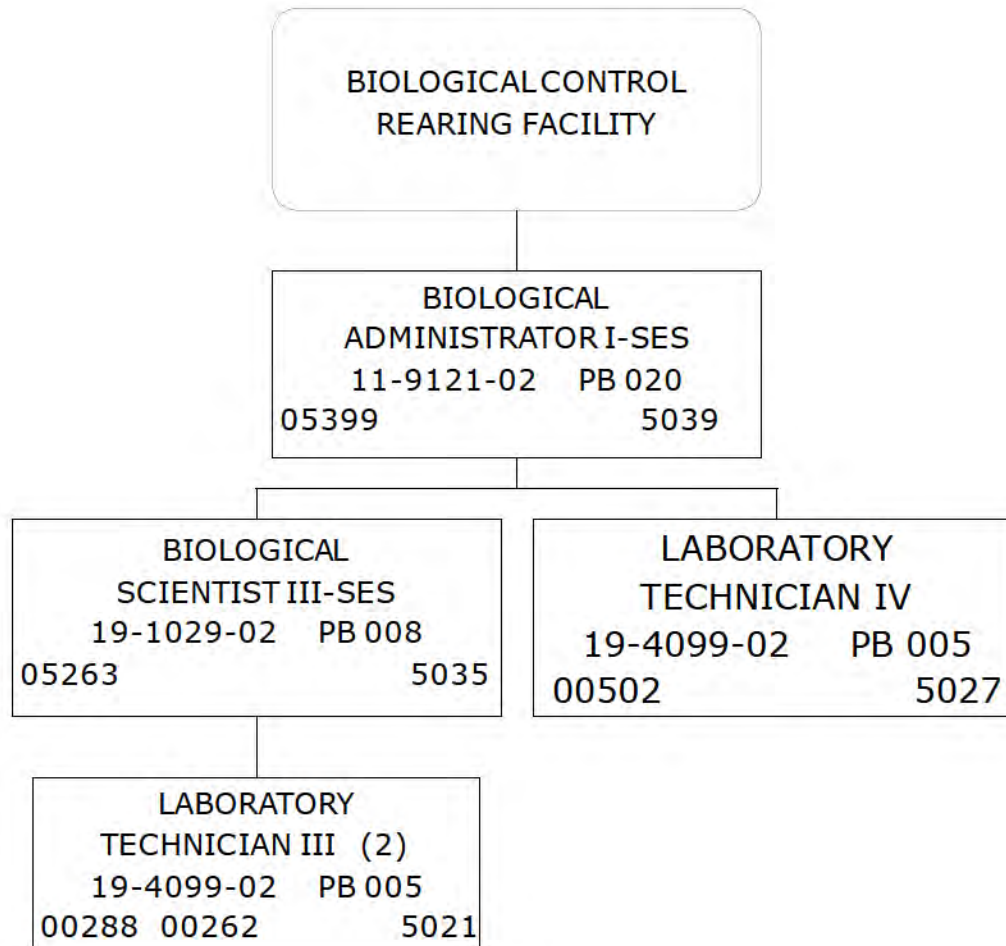 BIOLOGICAL CONTROL
REARING FACILITY
BIOLOGICAL
ADMINISTRATOR I-SES
11-9121-02 PB 020
05399 5039
BIOLOGICAL
SCIENTIST III-SES
19-1029-02 PB 008
05263 5035
LABORATORY
TECHNICIAN IV
19-4099-02 PB 005
00502 5027
LABORATORY
TECHNICIAN III (2)
19-4099-02 PB 005
00288 00262 5021